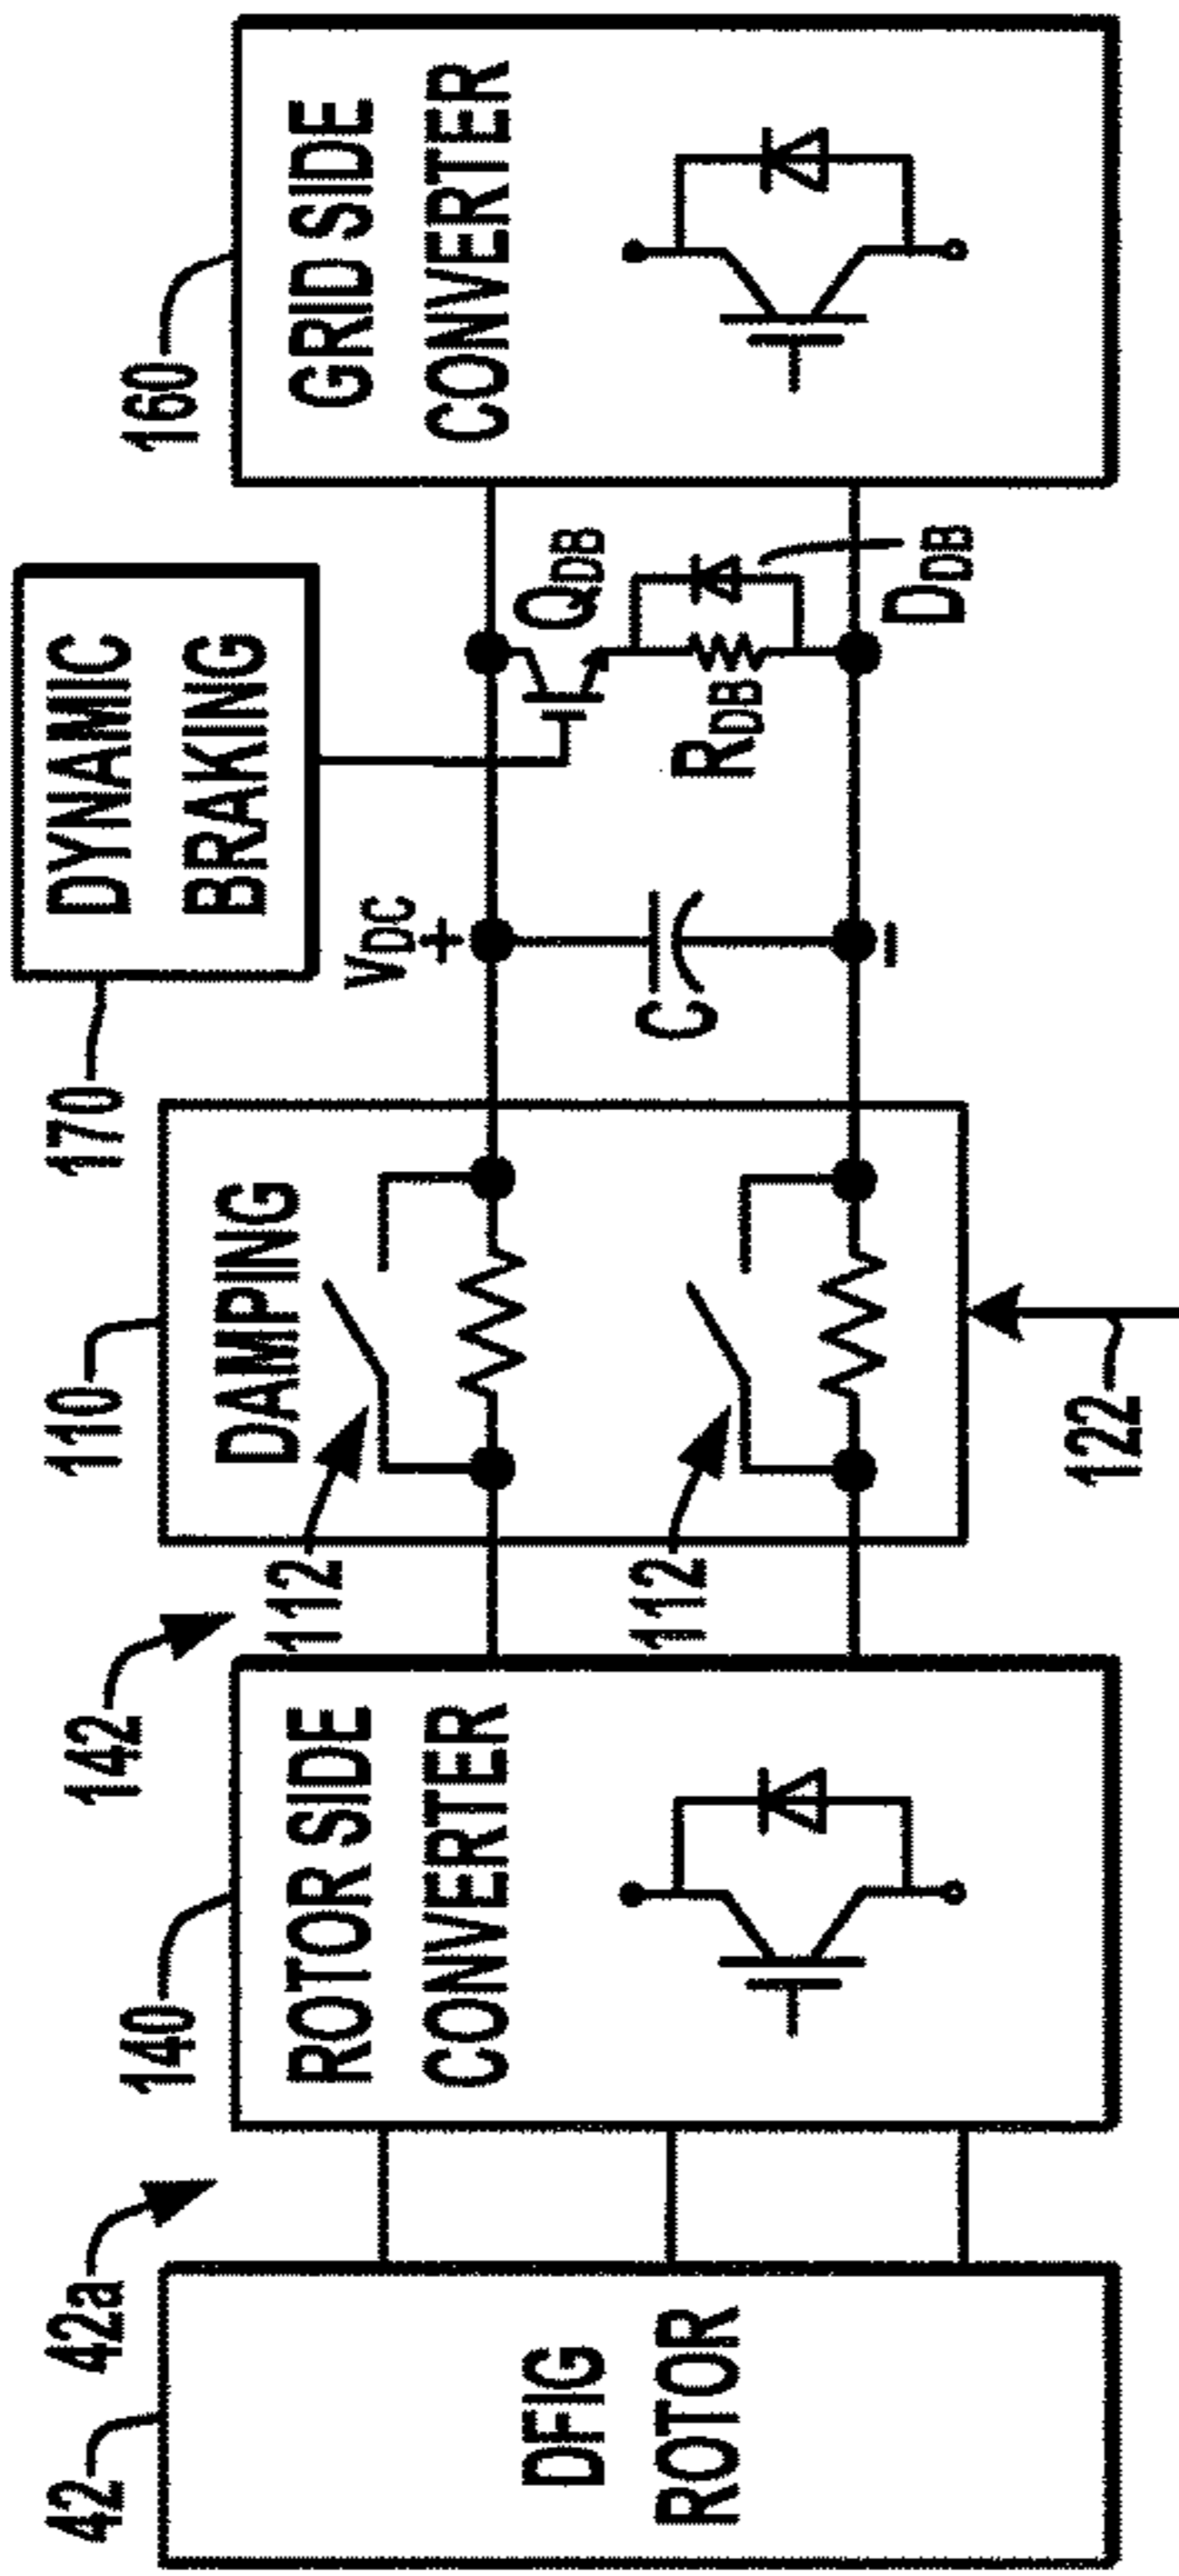 42
42a
140
142
110
170
160
DFIG
ROTOR
ROTOR SIDE
CONVERTER
DAMPING
112
112
122
DYNAMIC
BRAKING
VDC
+
−
C
QDB
RDB
DDB
GRID SIDE
CONVERTER